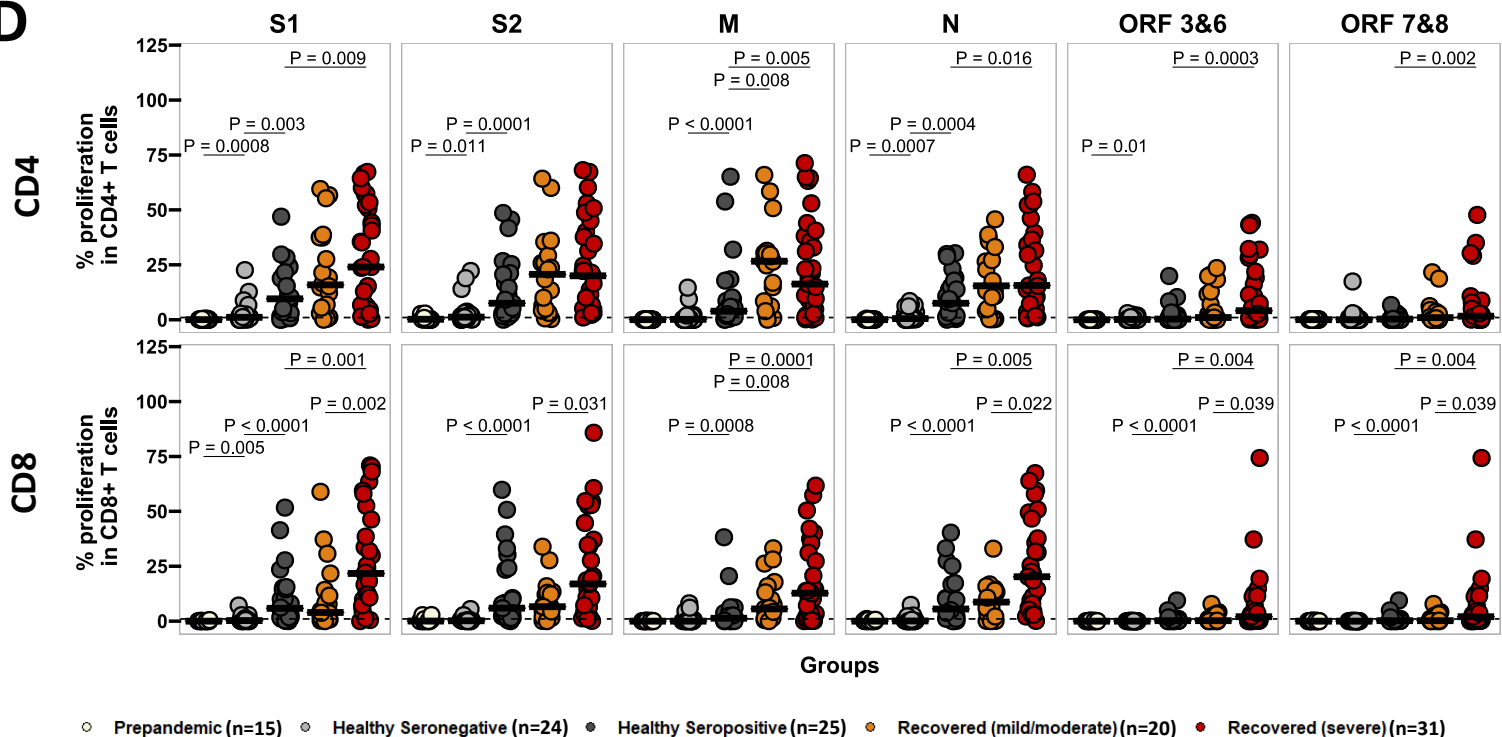 D
S1 S2 M N ORF 3&6 ORF 7&8
CD4
% proliferation
in CD4+ T cells
125
100
75
50
25
0
P = 0.009
P = 0.003
P = 0.0008
P = 0.0001
P = 0.011
P = 0.005
P = 0.008
P < 0.0001
P = 0.016
P = 0.0004
P = 0.0007
P = 0.0003
P = 0.01
P = 0.002
CD8
% proliferation
in CD8+ T cells
125
100
75
50
25
0
P = 0.001
P = 0.002
P < 0.0001
P = 0.005
P = 0.031
P < 0.0001
P = 0.0001
P = 0.008
P = 0.0008
P = 0.005
P = 0.022
P < 0.0001
P = 0.004
P = 0.039
P < 0.0001
P = 0.004
P = 0.039
P < 0.0001
Groups
Prepandemic (n=15) Healthy Seronegative (n=24) Healthy Seropositive (n=25) Recovered (mild/moderate) (n=20) Recovered (severe) (n=31)